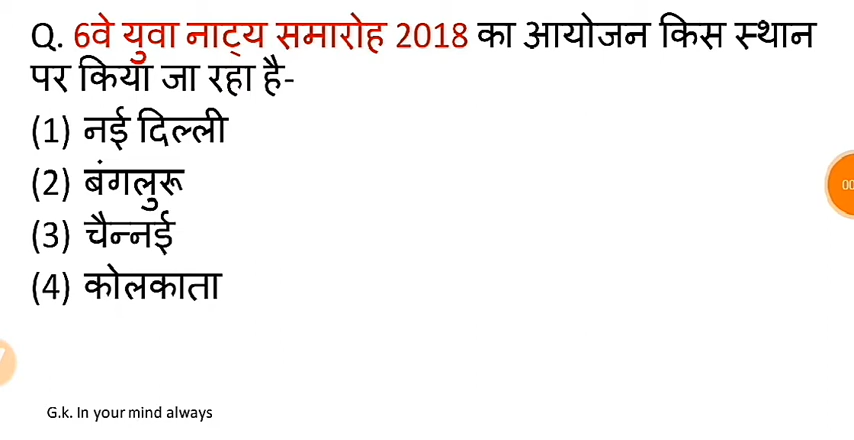 Q. 6वे युवा नाट्य समारोह 2018 का आयोजन किस स्थान
पर किया जा रहा है-
(1) नई दिल्ली
(2) बंगलुरू
(3) चैन्नई
(4) कोलकाता
00
G.k. In your mind always